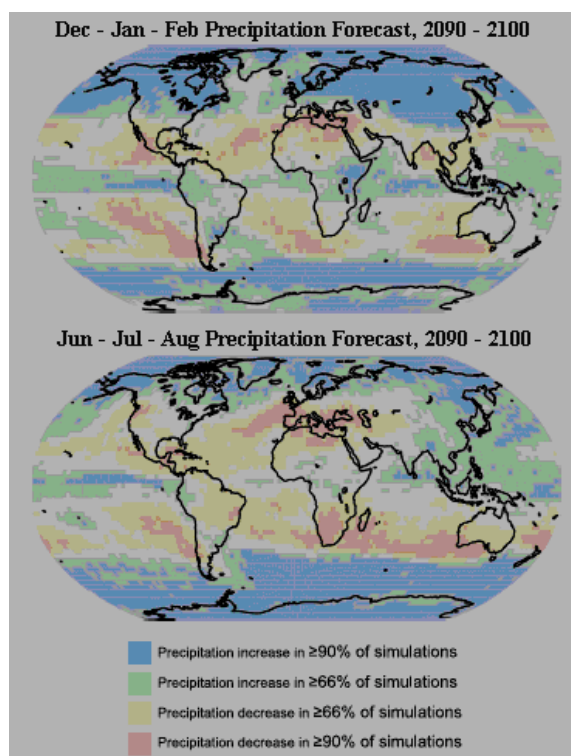 Dec - Jan - Feb Precipitation Forecast, 2090 - 2100
Jun - Jul - Aug Precipitation Forecast, 2090 - 2100
Precipitation increase in ≥90% of simulations
Precipitation increase in ≥66% of simulations
Precipitation decrease in ≥66% of simulations
Precipitation decrease in ≥90% of simulations